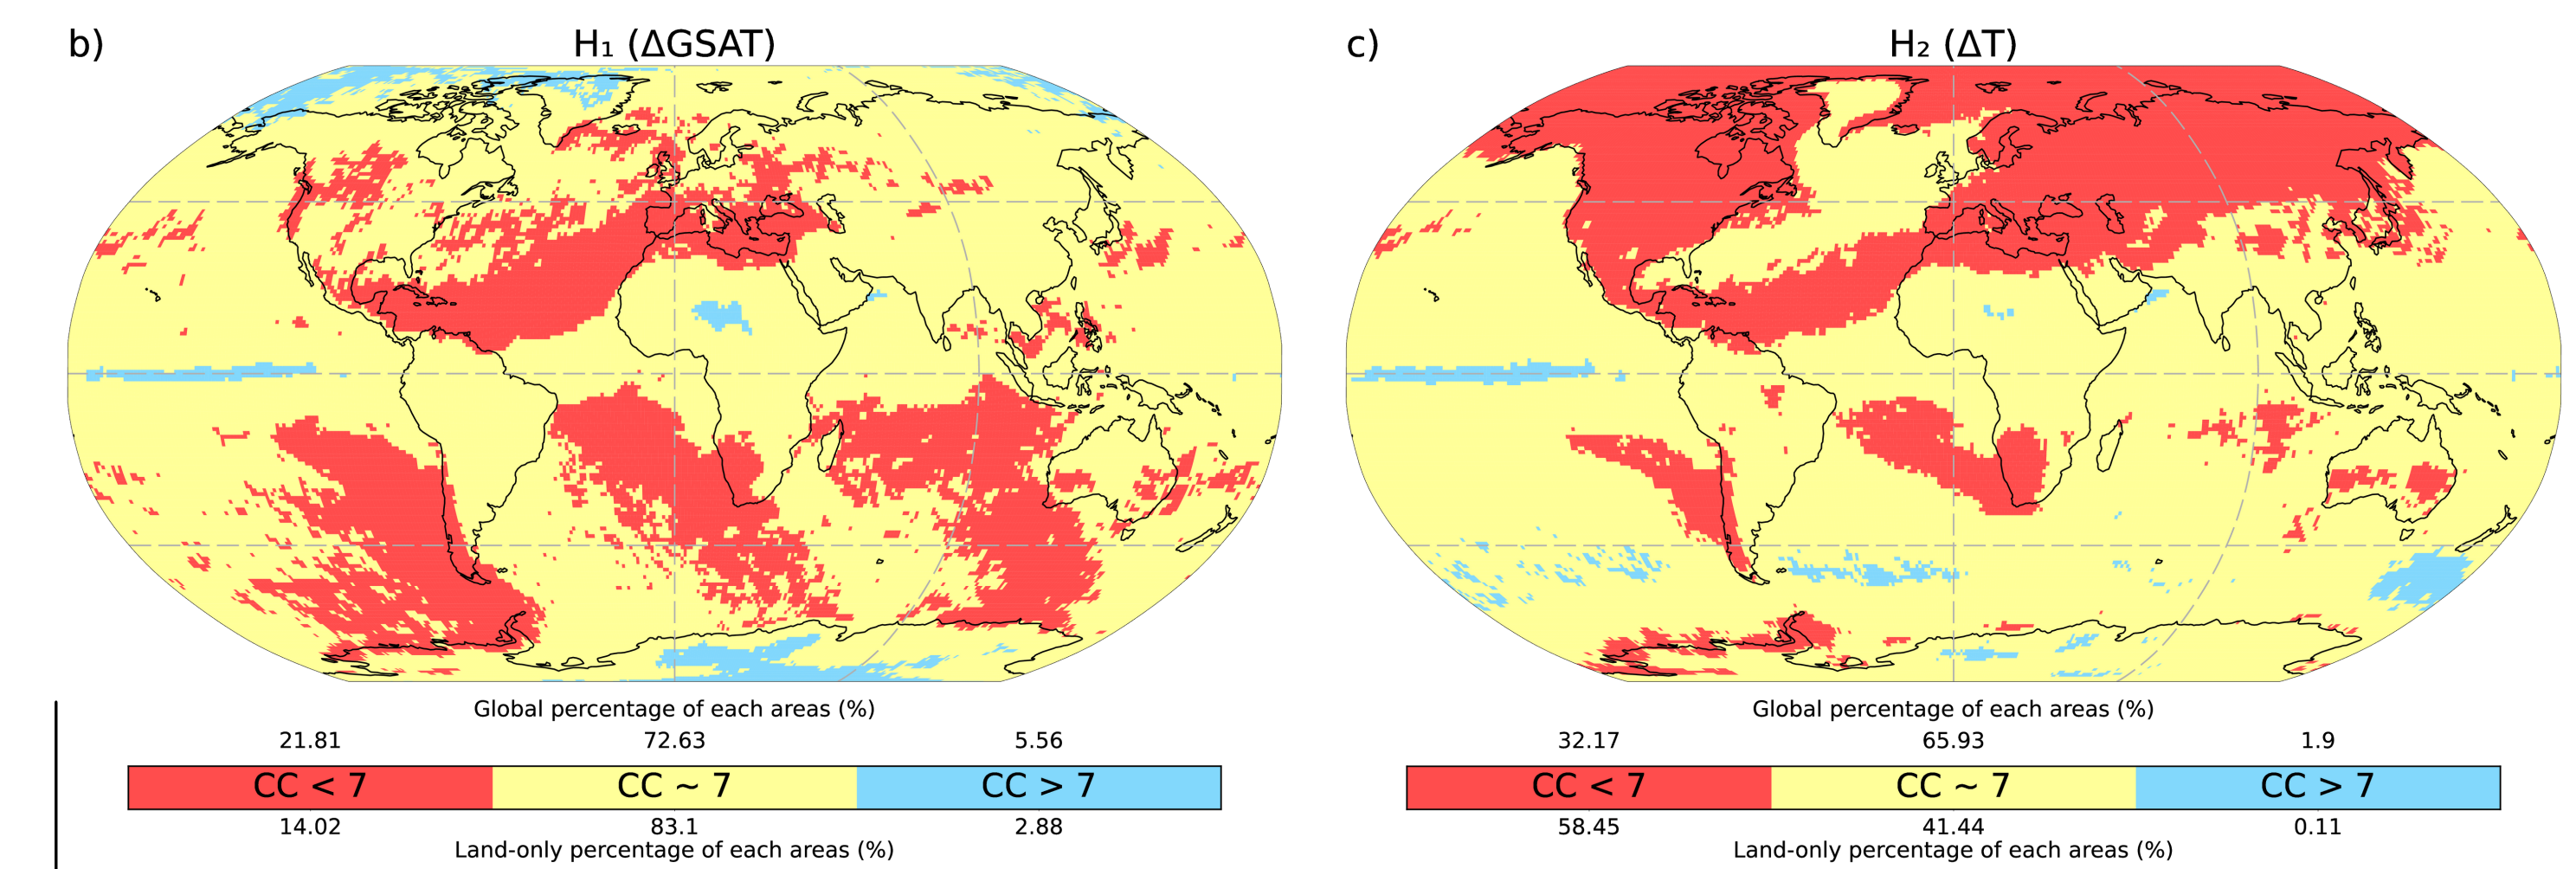 b)
H₁ (ΔGSAT)
Global percentage of each areas (%)
21.81 72.63 5.56
CC < 7 CC ~ 7 CC > 7
14.02 83.1 2.88
Land-only percentage of each areas (%)
c)
H₂ (ΔT)
Global percentage of each areas (%)
32.17 65.93 1.9
CC < 7 CC ~ 7 CC > 7
58.45 41.44 0.11
Land-only percentage of each areas (%)